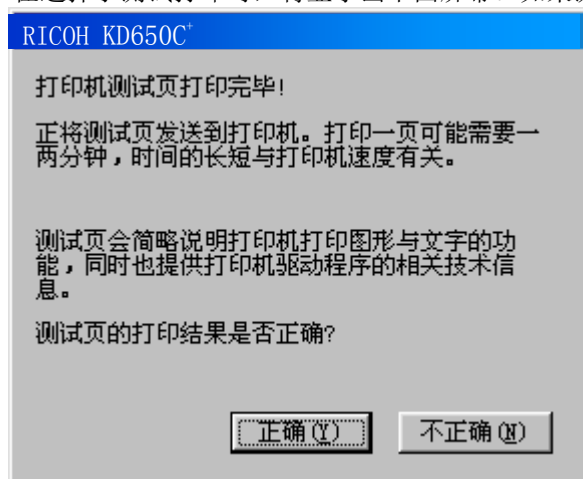 RICOH KD650C⁺
打印机测试页打印完毕!
正将测试页发送到打印机。打印一页可能需要一
两分钟，时间的长短与打印机速度有关。
测试页会简略说明打印机打印图形与文字的功
能，同时也提供打印机驱动程序的相关技术信
息。
测试页的打印结果是否正确?
正确(Y) 不正确(N)